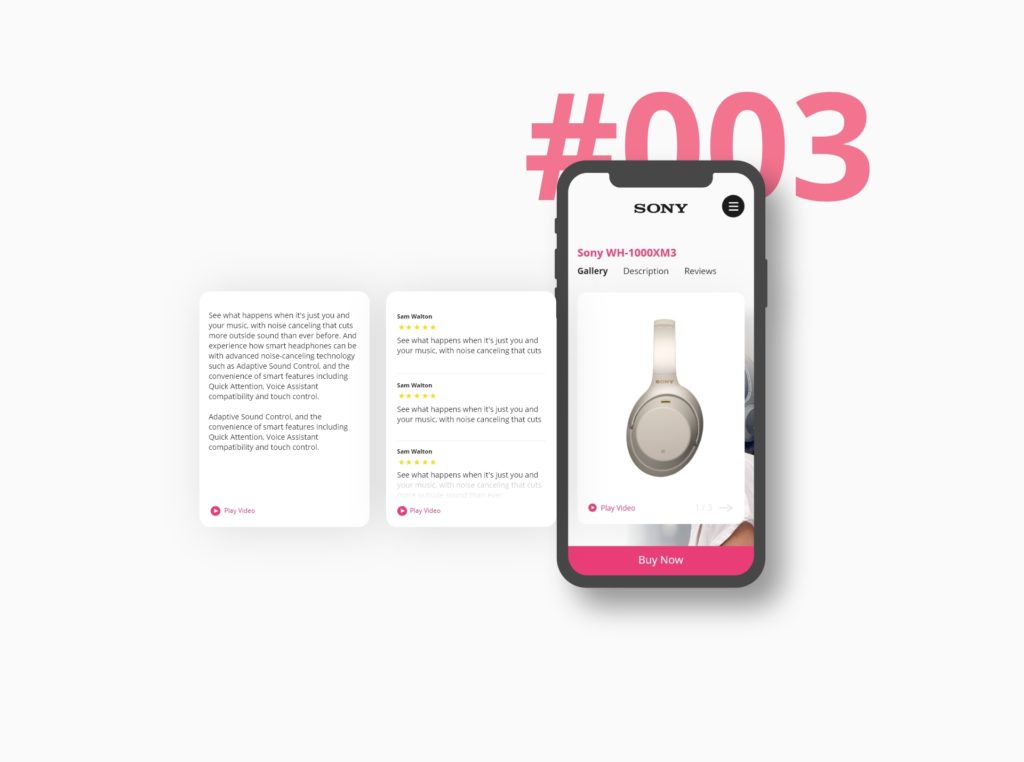 #003
SONY
Sony WH-1000XM3
Gallery Description Reviews
SONY
Play Video
1 / 3
Buy Now
See what happens when it's just you and
your music, with noise canceling that cuts
more outside sound than ever before. And
experience how smart headphones can be
with advanced noise-canceling technology
such as Adaptive Sound Control, and the
convenience of smart features including
Quick Attention, Voice Assistant
compatibility and touch control.
Adaptive Sound Control, and the
convenience of smart features including
Quick Attention, Voice Assistant
compatibility and touch control.
Play Video
Sam Walton
See what happens when it's just you and
your music, with noise canceling that cuts
Sam Walton
See what happens when it's just you and
your music, with noise canceling that cuts
Sam Walton
See what happens when it's just you and
your music, with noise canceling that cuts
more outside sound than ever
Play Video